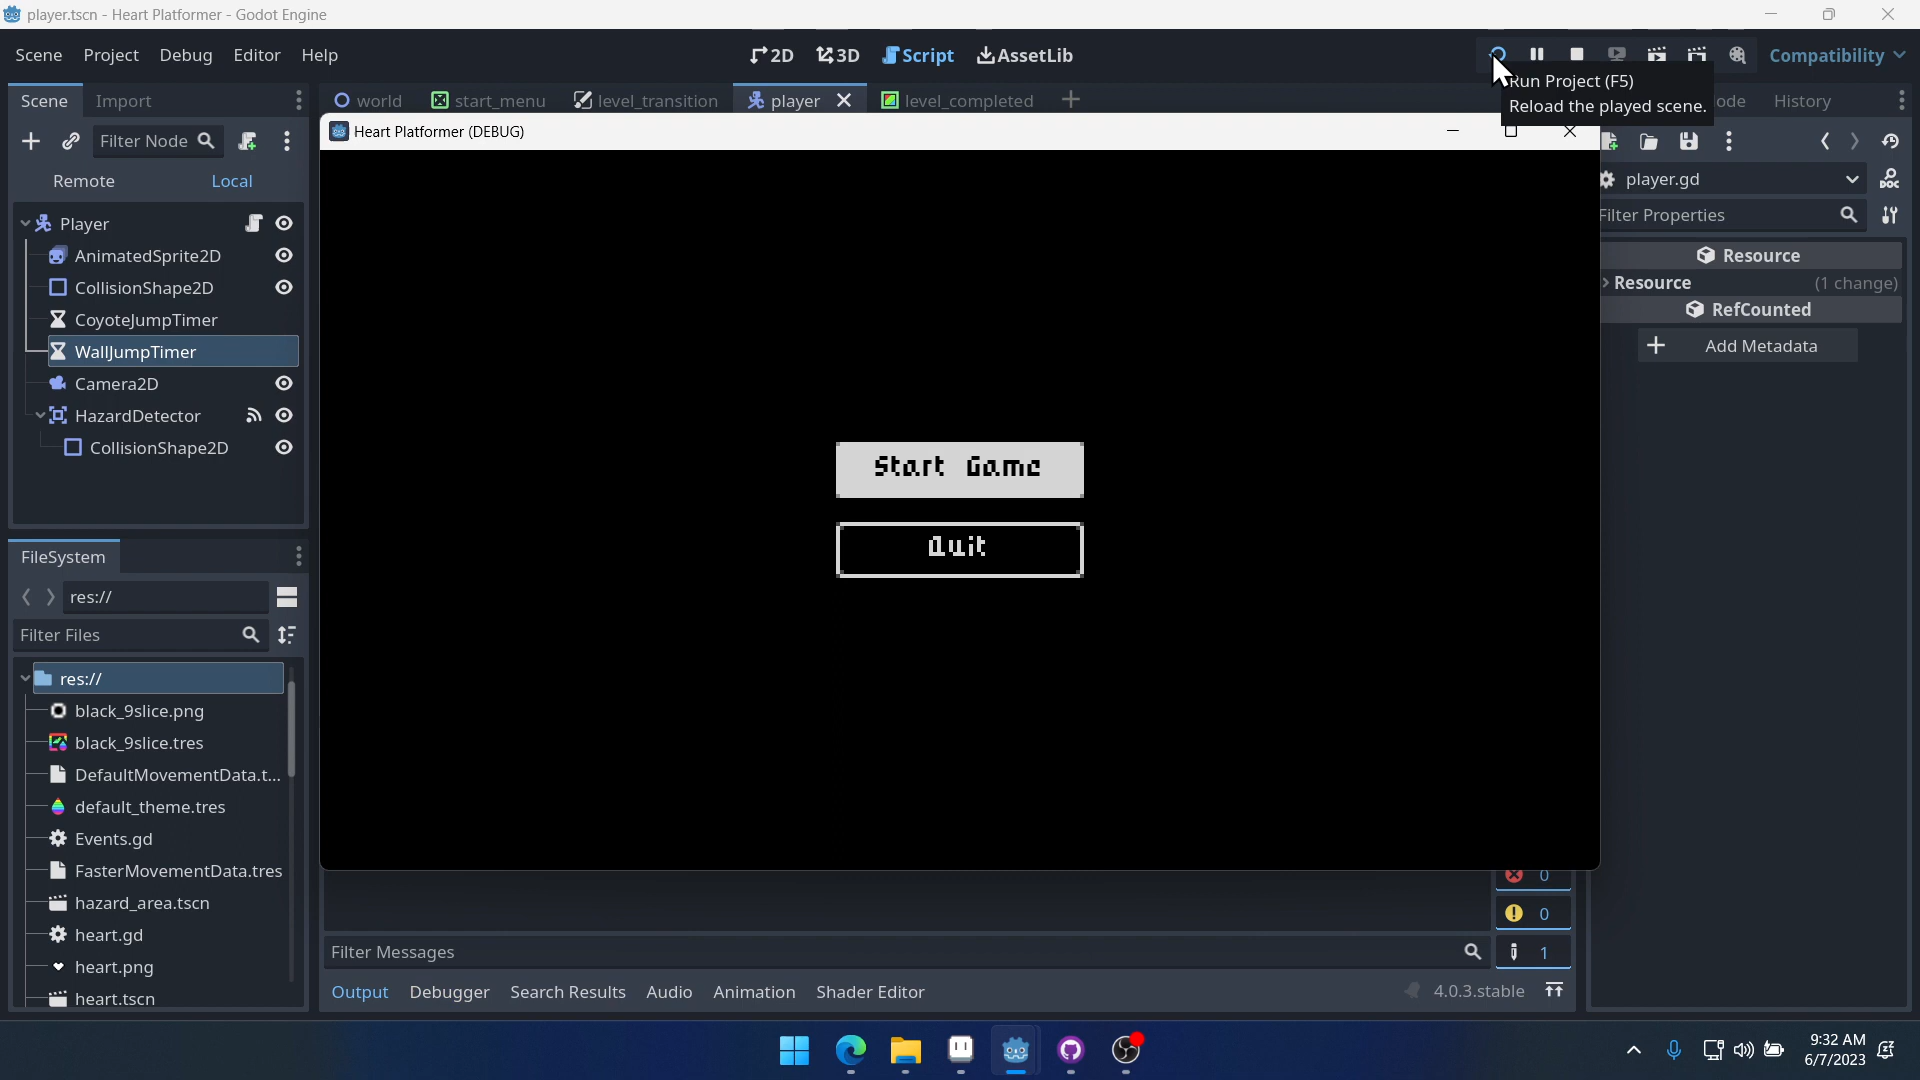 player.tscn - Heart Platformer - Godot Engine
Scene Project Debug Editor Help
2D 3D Script AssetLib
Compatibility
Run Project (F5)
Reload the played scene.
Scene Import
world start_menu level_transition player level_completed
ode History
Filter Node
Heart Platformer (DEBUG)
Remote Local
player.gd
Filter Properties
Player
AnimatedSprite2D
CollisionShape2D
CoyoteJumpTimer
WallJumpTimer
Camera2D
HazardDetector
CollisionShape2D
Resource
Resource (1 change)
RefCounted
Add Metadata
Start Game
Quit
FileSystem
res://
Filter Files
res://
black_9slice.png
black_9slice.tres
DefaultMovementData.t...
default_theme.tres
Events.gd
FasterMovementData.tres
hazard_area.tscn
heart.gd
heart.png
heart.tscn
0
0
Filter Messages
1
Output Debugger Search Results Audio Animation Shader Editor
4.0.3.stable
9:32 AM
6/7/2023